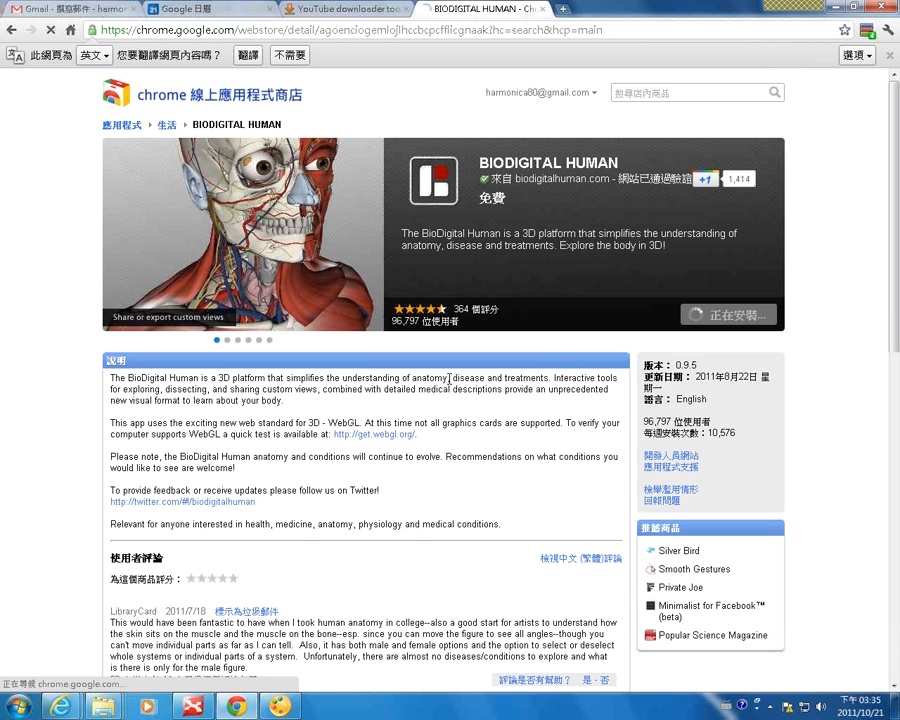 Gmail - 撰寫郵件 - harmor
Google 日曆
YouTube downloader too
BIODIGITAL HUMAN - Chr
https://chrome.google.com/webstore/detail/agoenciogemlojlhccbcpcfflicgnaak?hc=search&hcp=main
此網頁為 英文 您要翻譯網頁內容嗎？ 翻譯 不需要 選項
chrome 線上應用程式商店
harmonica80@gmail.com
搜尋店內商品
應用程式 生活 BIODIGITAL HUMAN
BIODIGITAL HUMAN
來自 biodigitalhuman.com - 網站已通過驗證 +1 1,414
免費
The BioDigital Human is a 3D platform that simplifies the understanding of
anatomy, disease and treatments. Explore the body in 3D!
Share or export custom views
364 個評分
96,797 位使用者
正在安裝...
說明
The BioDigital Human is a 3D platform that simplifies the understanding of anatomy, disease and treatments. Interactive tools
for exploring, dissecting, and sharing custom views, combined with detailed medical descriptions provide an unprecedented
new visual format to learn about your body.
This app uses the exciting new web standard for 3D - WebGL. At this time not all graphics cards are supported. To verify your
computer supports WebGL a quick test is available at: http://get.webgl.org/.
Please note, the BioDigital Human anatomy and conditions will continue to evolve. Recommendations on what conditions you
would like to see are welcome!
To provide feedback or receive updates please follow us on Twitter!
http://twitter.com/#!/biodigitalhuman
Relevant for anyone interested in health, medicine, anatomy, physiology and medical conditions.
使用者評論
檢視中文 (繁體)評論
為這個商品評分：
LibraryCard 2011/7/18 標示為垃圾郵件
This would have been fantastic to have when I took human anatomy in college--also a good start for artists to understand how
the skin sits on the muscle and the muscle on the bone--esp. since you can move the figure to see all angles--though you
can't move individual parts as far as I can tell. Also, it has both male and female options and the option to select or deselect
whole systems or individual parts of a system. Unfortunately, there are almost no diseases/conditions to explore and what
is there is only for the male figure.
評論是否有幫助？ 是 - 否
版本： 0.9.5
更新日期： 2011年8月22日 星
期一
語言： English
96,797 位使用者
每週安裝次數：10,576
開發人員網站
應用程式支援
檢舉濫用情形
回報問題
推薦商品
Silver Bird
Smooth Gestures
Private Joe
Minimalist for Facebook™
(beta)
Popular Science Magazine
正在等候 chrome.google.com...
下午 03:35
2011/10/21